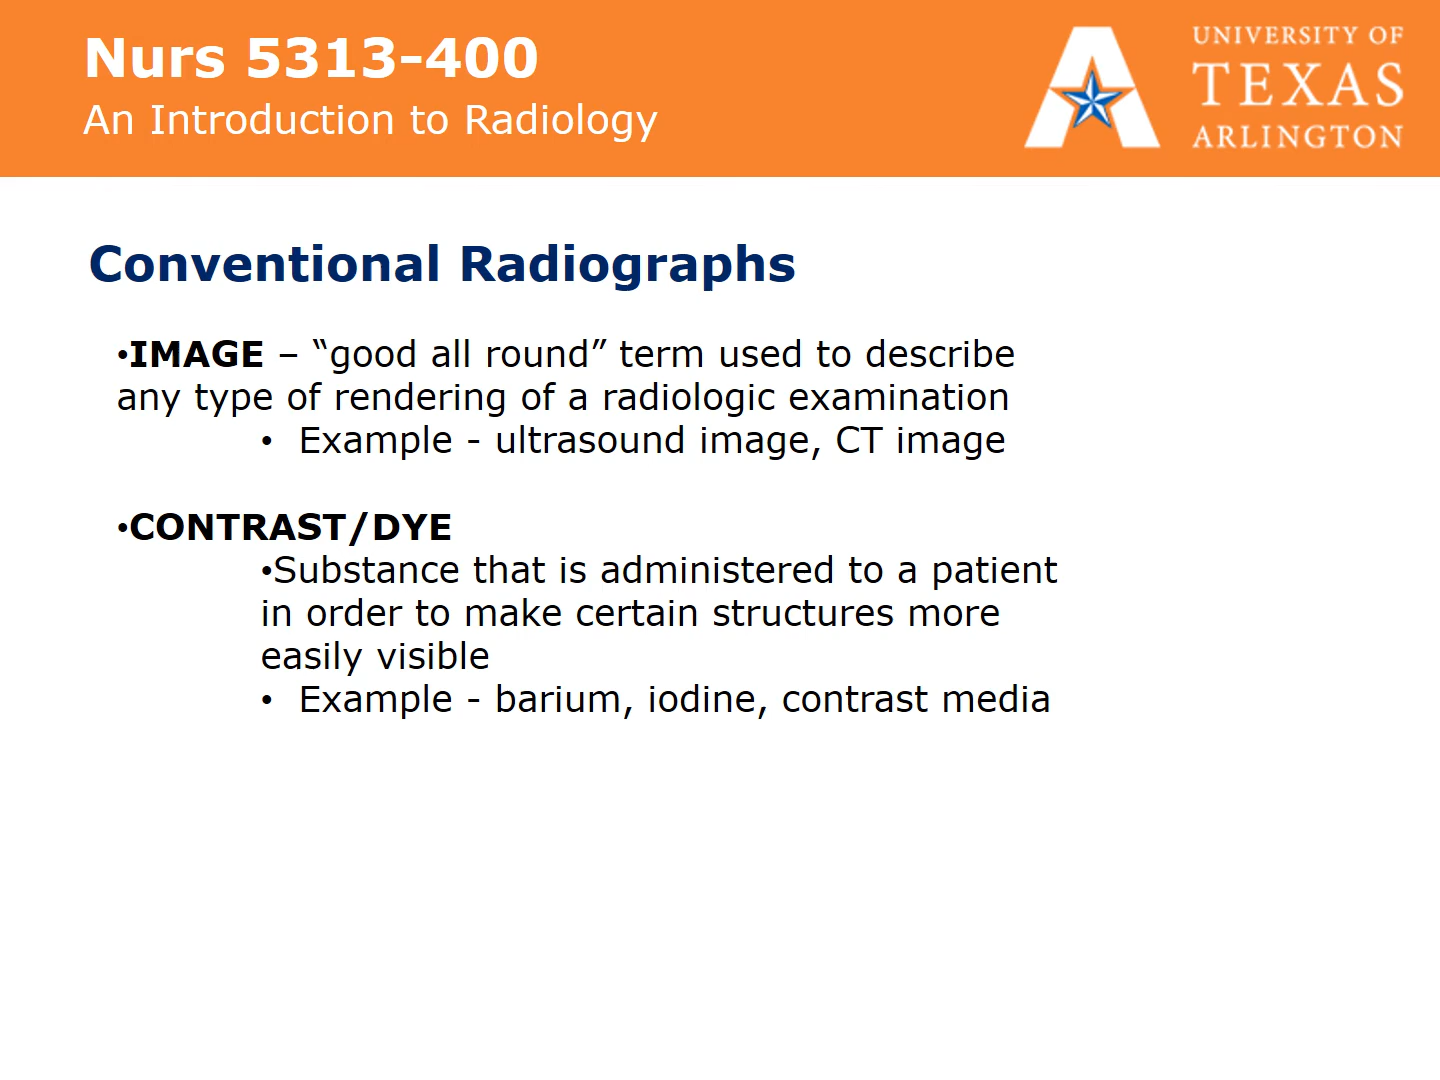 Nurs 5313-400
An Introduction to Radiology
UNIVERSITY OF
TEXAS
ARLINGTON
Conventional Radiographs
•IMAGE – “good all round” term used to describe
any type of rendering of a radiologic examination
• Example - ultrasound image, CT image
•CONTRAST/DYE
•Substance that is administered to a patient
in order to make certain structures more
easily visible
• Example - barium, iodine, contrast media